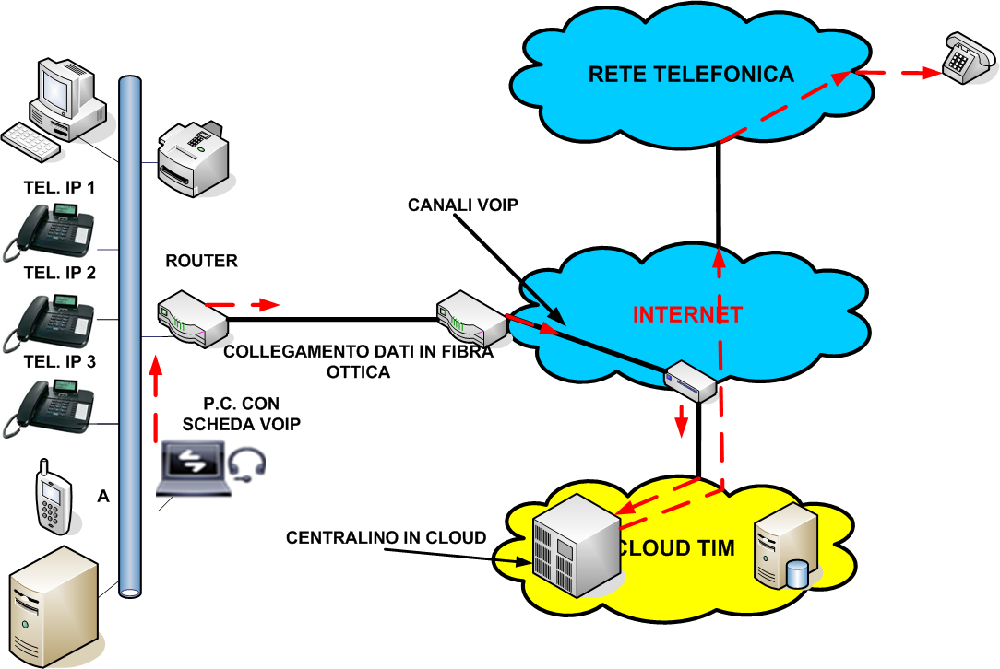 RETE TELEFONICA
TEL. IP 1
CANALI VOIP
ROUTER
TEL. IP 2
INTERNET
COLLEGAMENTO DATI IN FIBRA
OTTICA
TEL. IP 3
P.C. CON
SCHEDA VOIP
A
CENTRALINO IN CLOUD
CLOUD TIM